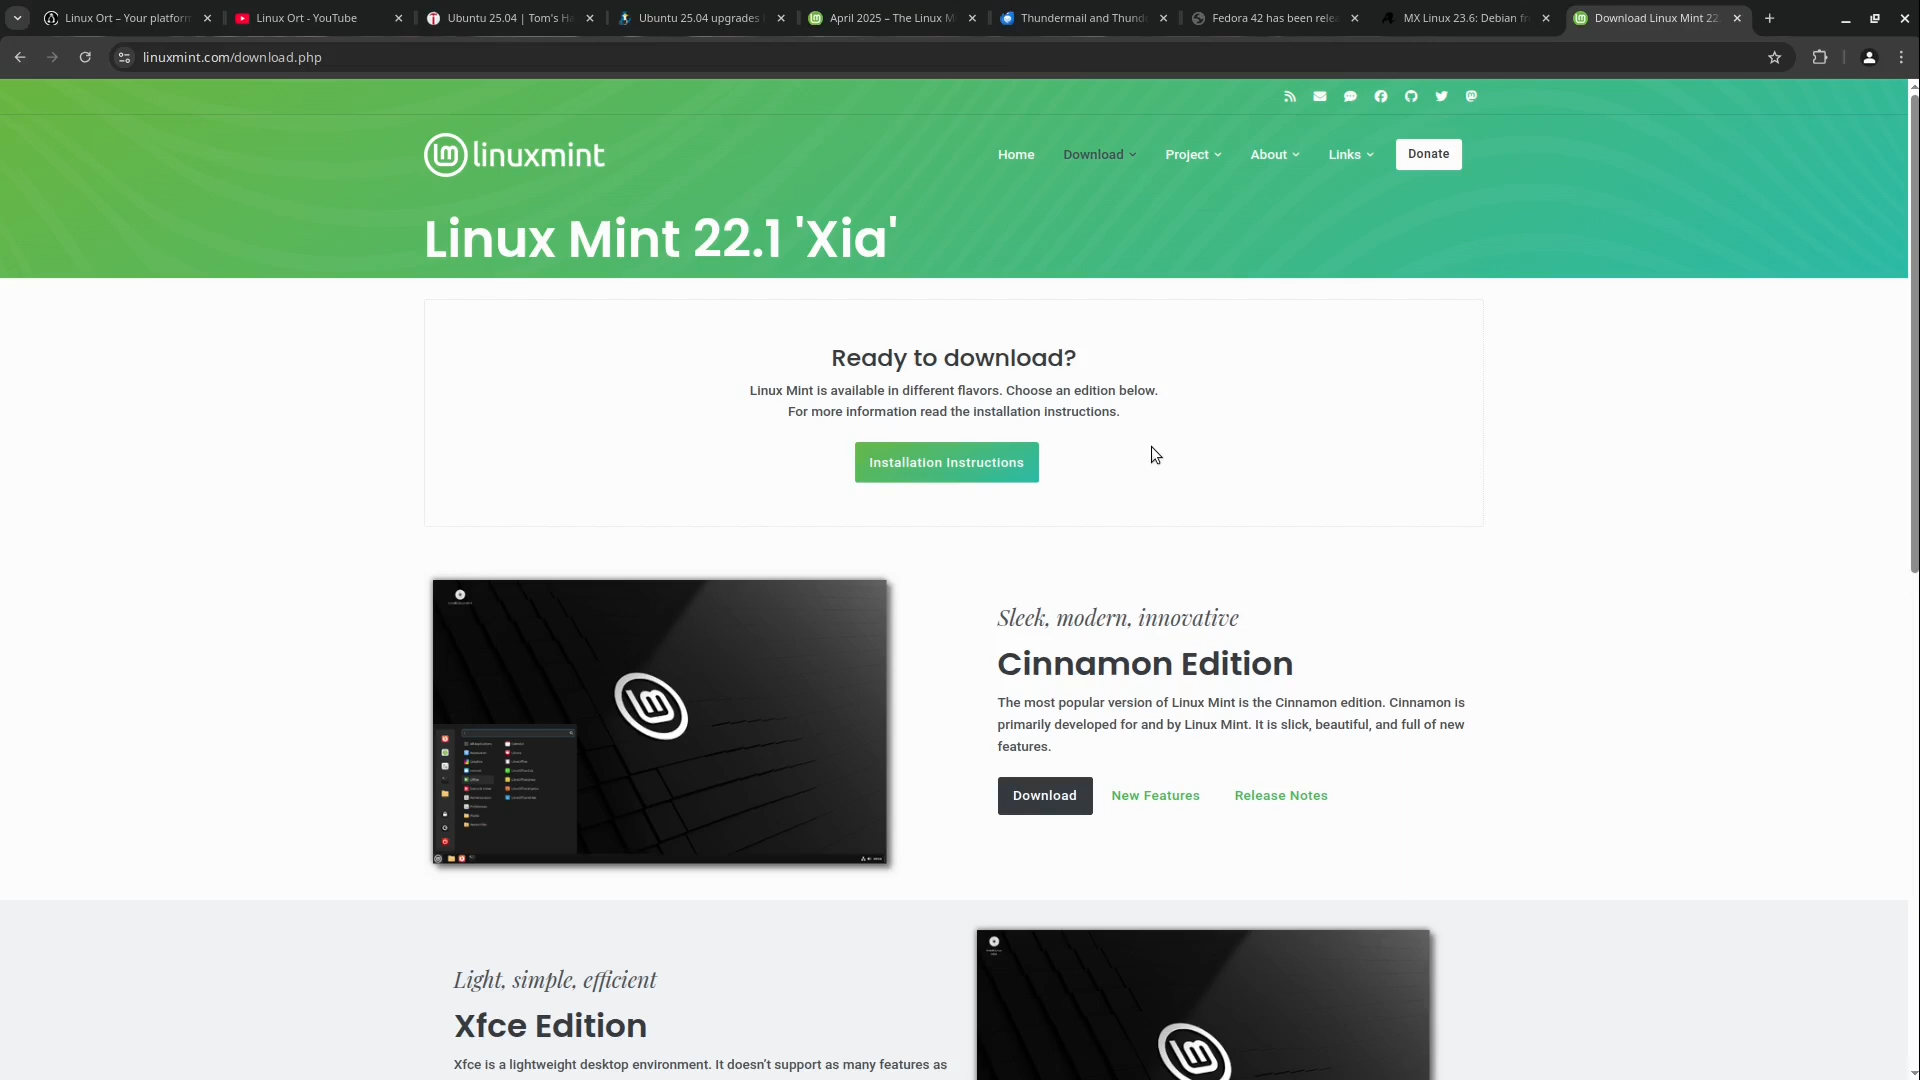 Linux Ort – Your platform
Linux Ort - YouTube
Ubuntu 25.04 | Tom's Ha
Ubuntu 25.04 upgrades
April 2025 – The Linux M
Thundermail and Thund
Fedora 42 has been rele
MX Linux 23.6: Debian fr
Download Linux Mint 22
linuxmint.com/download.php
linuxmint
Home
Download
Project
About
Links
Donate
Linux Mint 22.1 'Xia'
Ready to download?
Linux Mint is available in different flavors. Choose an edition below.
For more information read the installation instructions.
Installation Instructions
Sleek, modern, innovative
Cinnamon Edition
The most popular version of Linux Mint is the Cinnamon edition. Cinnamon is
primarily developed for and by Linux Mint. It is slick, beautiful, and full of new
features.
Download
New Features
Release Notes
Light, simple, efficient
Xfce Edition
Xfce is a lightweight desktop environment. It doesn't support as many features as